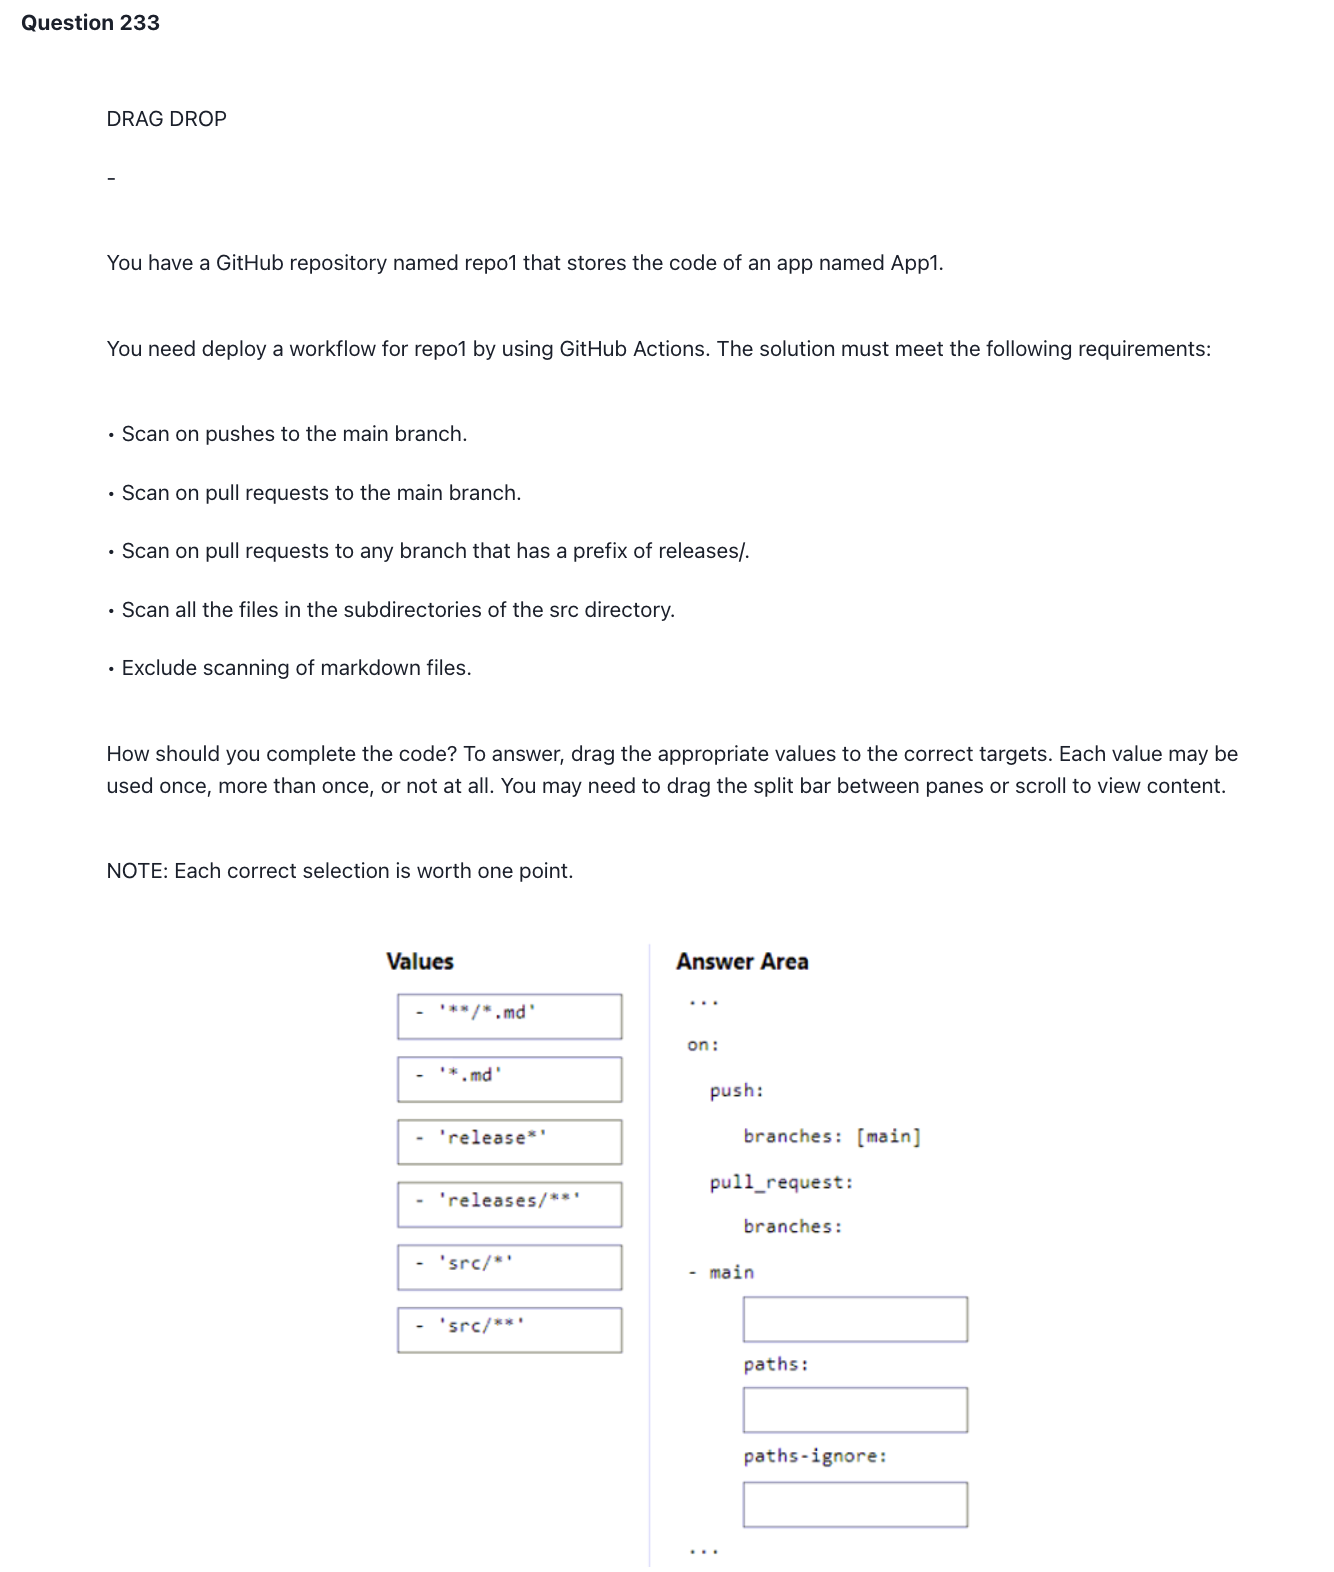 Question 233
DRAG DROP
-
You have a GitHub repository named repo1 that stores the code of an app named App1.
You need deploy a workflow for repo1 by using GitHub Actions. The solution must meet the following requirements:
• Scan on pushes to the main branch.
• Scan on pull requests to the main branch.
• Scan on pull requests to any branch that has a prefix of releases/.
• Scan all the files in the subdirectories of the src directory.
• Exclude scanning of markdown files.
How should you complete the code? To answer, drag the appropriate values to the correct targets. Each value may be
used once, more than once, or not at all. You may need to drag the split bar between panes or scroll to view content.
NOTE: Each correct selection is worth one point.
Values
- '**/*.md'
- '*.md'
- 'release*'
- 'releases/**'
- 'src/*'
- 'src/**'
Answer Area
...
on:
push:
branches: [main]
pull_request:
branches:
- main
paths:
paths-ignore:
...